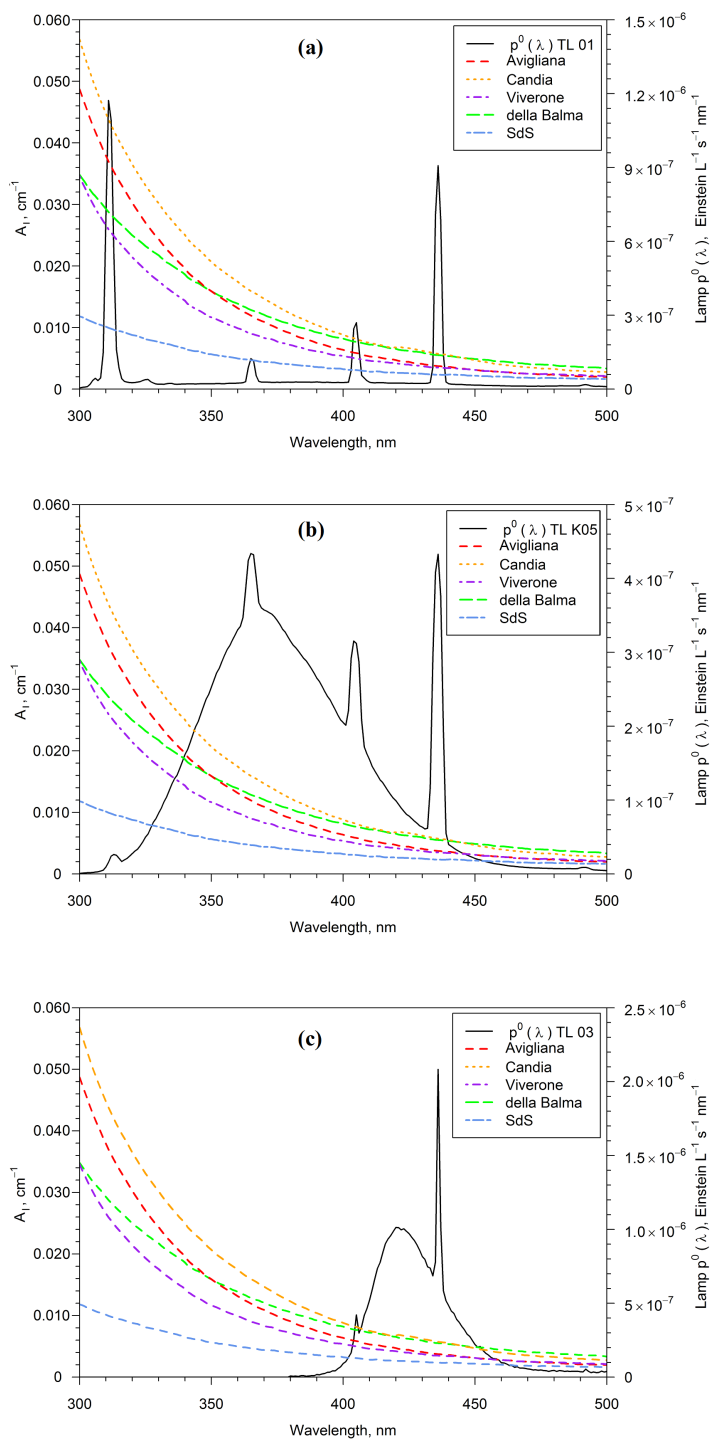 (a)
p⁰ ( λ ) TL 01
Avigliana
Candia
Viverone
della Balma
SdS
0.060
0.050
0.040
0.030
0.020
0.010
0
A₁, cm⁻¹
1.5 × 10⁻⁶
1.2 × 10⁻⁶
9 × 10⁻⁷
6 × 10⁻⁷
3 × 10⁻⁷
0
Lamp p⁰ ( λ ), Einstein L⁻¹ s⁻¹ nm⁻¹
300 350 400 450 500
Wavelength, nm
(b)
p⁰ ( λ ) TL K05
Avigliana
Candia
Viverone
della Balma
SdS
0.060
0.050
0.040
0.030
0.020
0.010
0
A₁, cm⁻¹
5 × 10⁻⁷
4 × 10⁻⁷
3 × 10⁻⁷
2 × 10⁻⁷
1 × 10⁻⁷
0
Lamp p⁰ ( λ ), Einstein L⁻¹ s⁻¹ nm⁻¹
300 350 400 450 500
Wavelength, nm
(c)
p⁰ ( λ ) TL 03
Avigliana
Candia
Viverone
della Balma
SdS
0.060
0.050
0.040
0.030
0.020
0.010
0
A₁, cm⁻¹
2.5 × 10⁻⁶
2.0 × 10⁻⁶
1.5 × 10⁻⁶
1.0 × 10⁻⁶
5 × 10⁻⁷
0
Lamp p⁰ ( λ ), Einstein L⁻¹ s⁻¹ nm⁻¹
300 350 400 450 500
Wavelength, nm